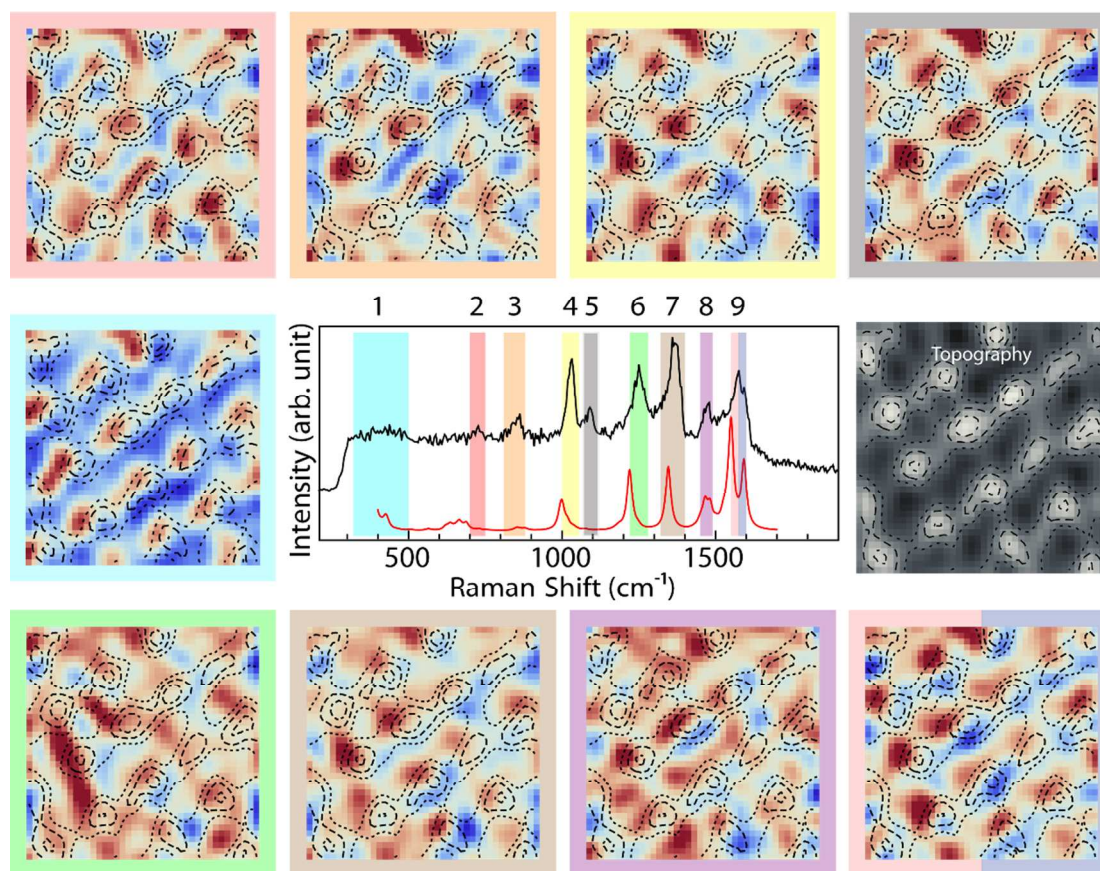 1 2 3 4 5 6 7 8 9
Topography
Intensity (arb. unit)
500 1000 1500
Raman Shift (cm⁻¹)